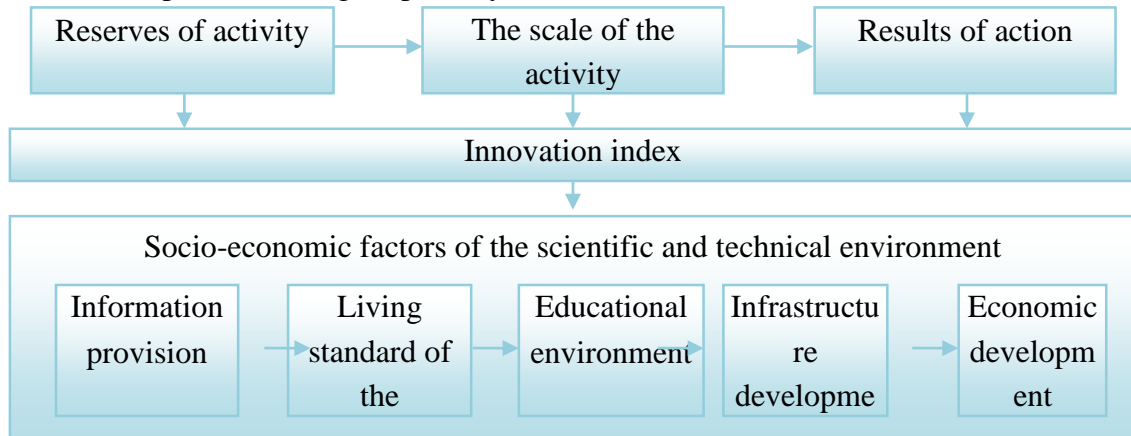 Reserves of activity
The scale of the
activity
Results of action
Innovation index
Socio-economic factors of the scientific and technical environment
Information
provision
Living
standard of
the
Educational
environment
Infrastructu
re
developme
Economic
developm
ent